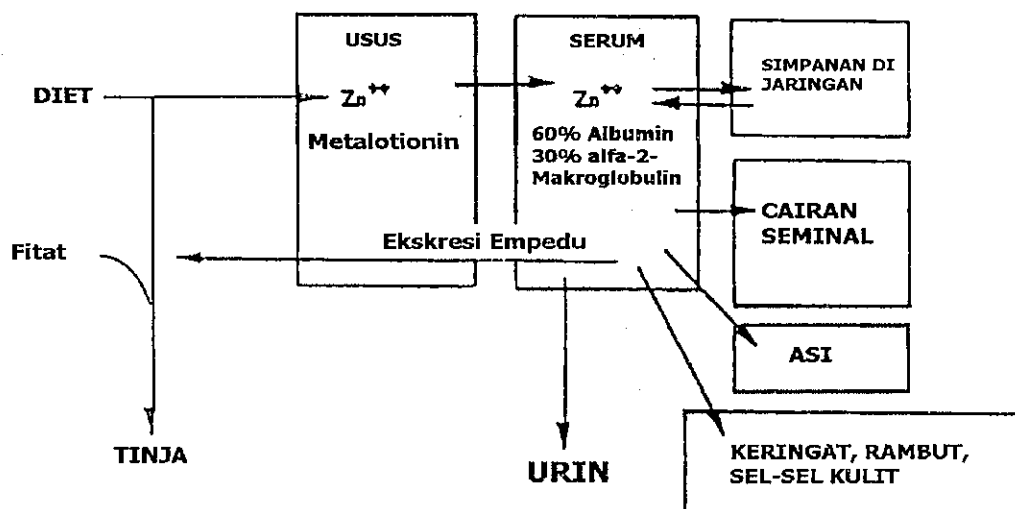 USUS
SERUM
SIMPANAN DI
JARINGAN
DIET
Zn⁺⁺
Zn⁺⁺
Metalotionin
60% Albumin
30% alfa-2-
Makroglobulin
CAIRAN
SEMINAL
Ekskresi Empedu
Fitat
ASI
TINJA
URIN
KERINGAT, RAMBUT,
SEL-SEL KULIT